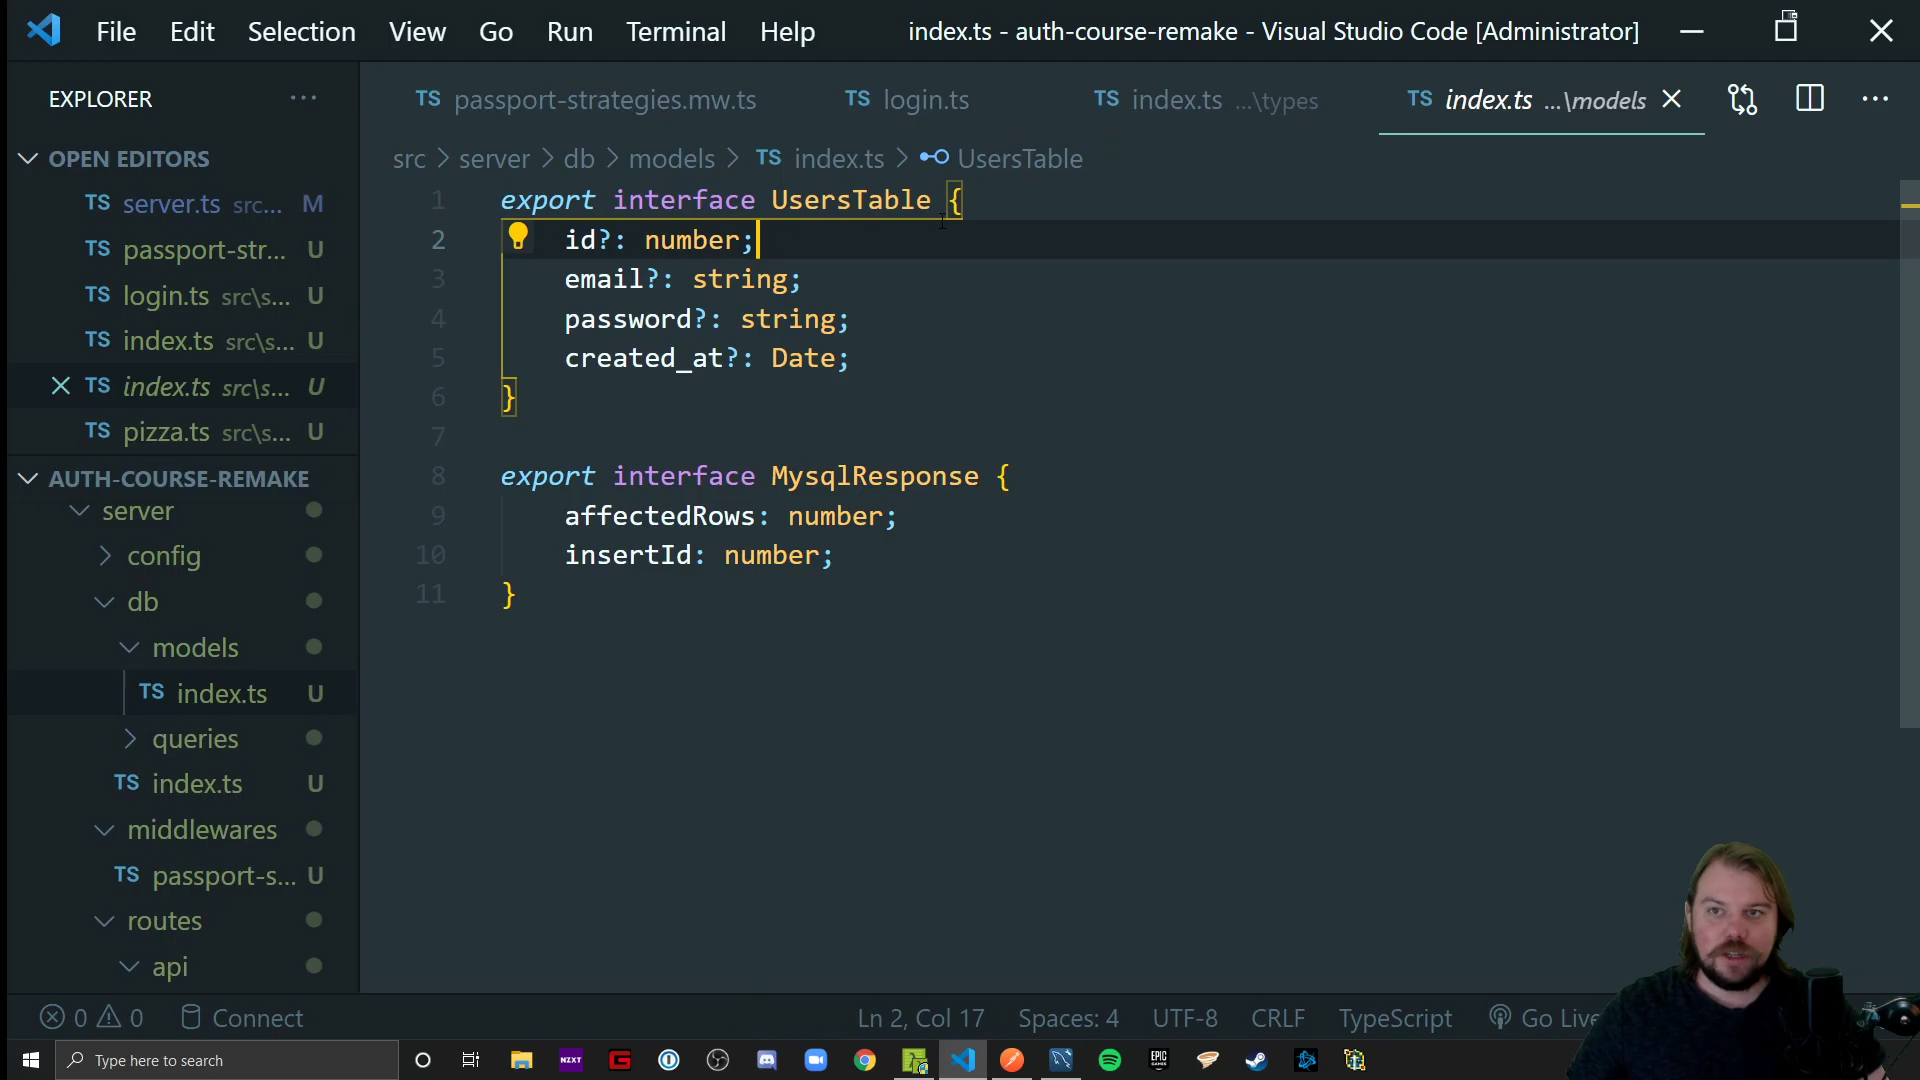 File Edit Selection View Go Run Terminal Help
index.ts - auth-course-remake - Visual Studio Code [Administrator]
EXPLORER ···
TS passport-strategies.mw.ts
TS login.ts
TS index.ts ...\types
TS index.ts ...\models
OPEN EDITORS
TS server.ts src... M
TS passport-str... U
TS login.ts src\s... U
TS index.ts src\s... U
TS index.ts src\s... U
TS pizza.ts src\s... U
AUTH-COURSE-REMAKE
server
config
db
models
TS index.ts U
queries
TS index.ts U
middlewares
TS passport-s... U
routes
api
src > server > db > models > TS index.ts > UsersTable
1 export interface UsersTable {
2 id?: number;
3 email?: string;
4 password?: string;
5 created_at?: Date;
6 }
7
8 export interface MysqlResponse {
9 affectedRows: number;
10 insertId: number;
11 }
0 0 Connect
Ln 2, Col 17 Spaces: 4 UTF-8 CRLF TypeScript Go Live
Type here to search
NZXT
EPIC